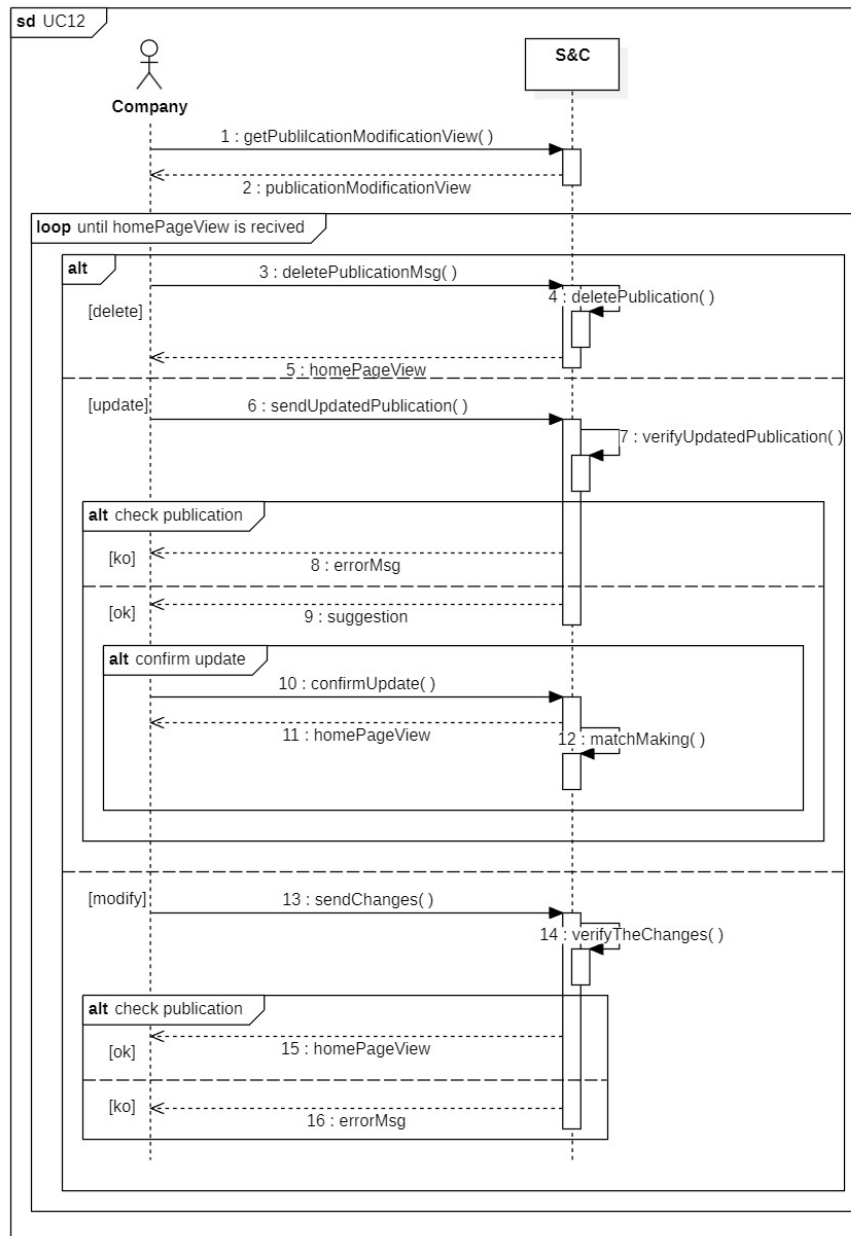 sd UC12
S&C
Company
1 : getPublilcationModificationView( )
2 : publicationModificationView
loop until homePageView is recived
alt
3 : deletePublicationMsg( )
4 : deletePublication( )
[delete]
5 : homePageView
[update]
6 : sendUpdatedPublication( )
7 : verifyUpdatedPublication( )
alt check publication
[ko]
8 : errorMsg
[ok]
9 : suggestion
alt confirm update
10 : confirmUpdate( )
11 : homePageView
12 : matchMaking( )
[modify]
13 : sendChanges( )
14 : verifyTheChanges( )
alt check publication
15 : homePageView
[ok]
[ko]
16 : errorMsg